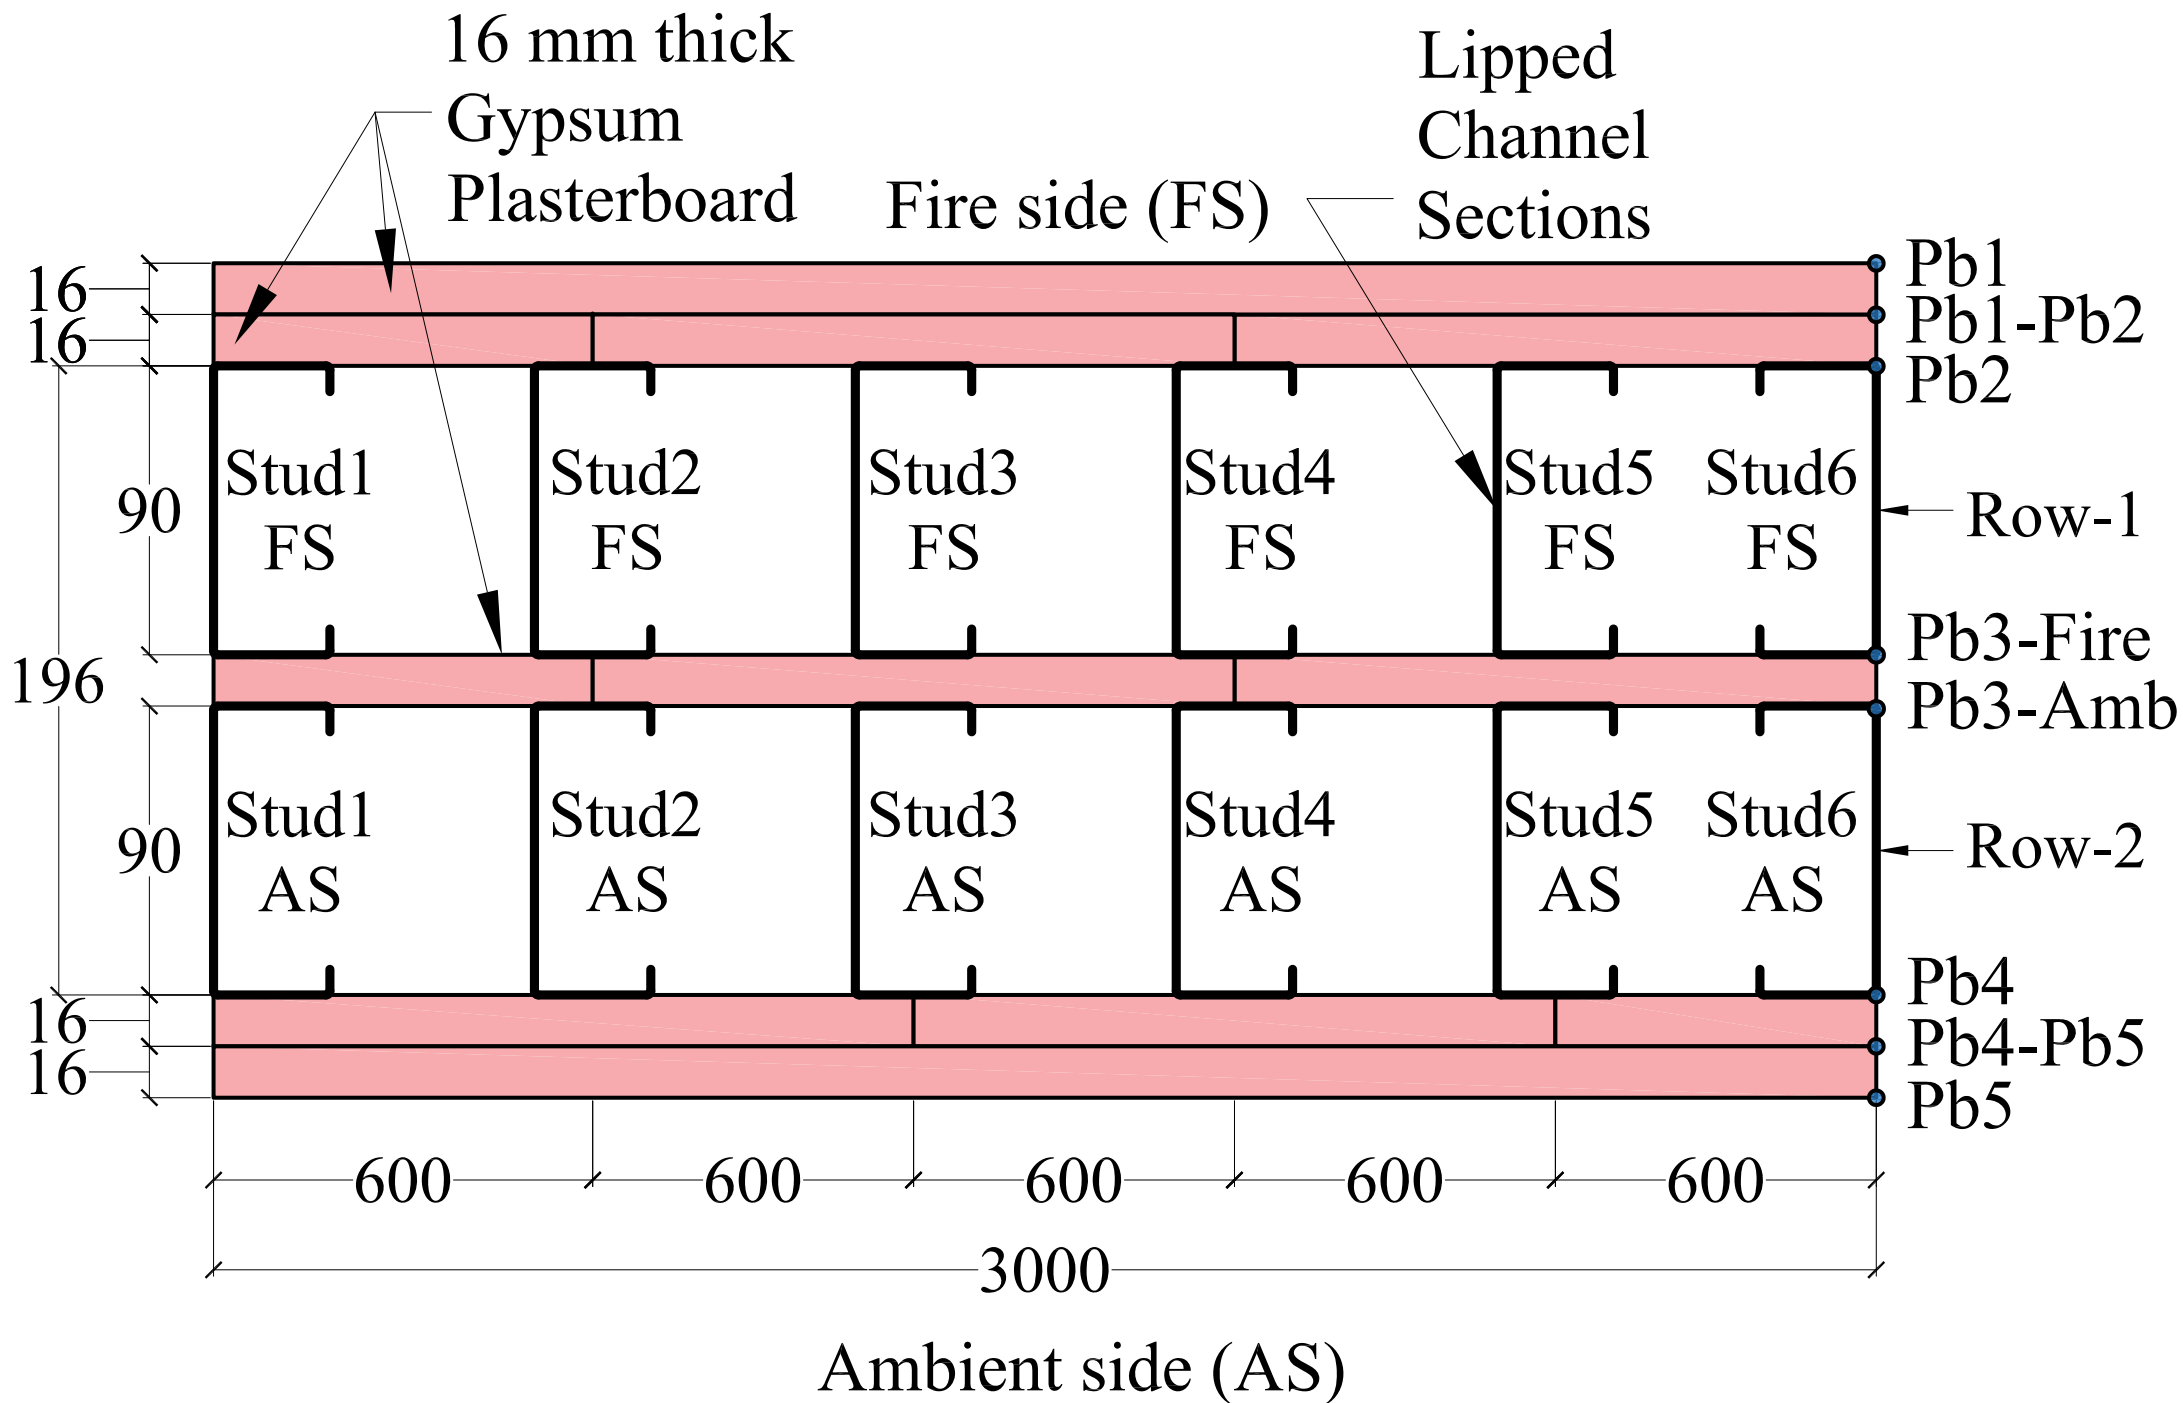 16 mm thick
Gypsum
Plasterboard
Lipped
Channel
Sections
Fire side (FS)
Pb1
16
Pb1-Pb2
16
Pb2
Stud1
FS
Stud2
FS
Stud3
FS
Stud4
FS
Stud5
FS
Stud6
FS
90
Row-1
Pb3-Fire
196
Pb3-Amb
Stud1
AS
Stud2
AS
Stud3
AS
Stud4
AS
Stud5
AS
Stud6
AS
90
Row-2
Pb4
16
Pb4-Pb5
16
Pb5
600 600 600 600 600
3000
Ambient side (AS)